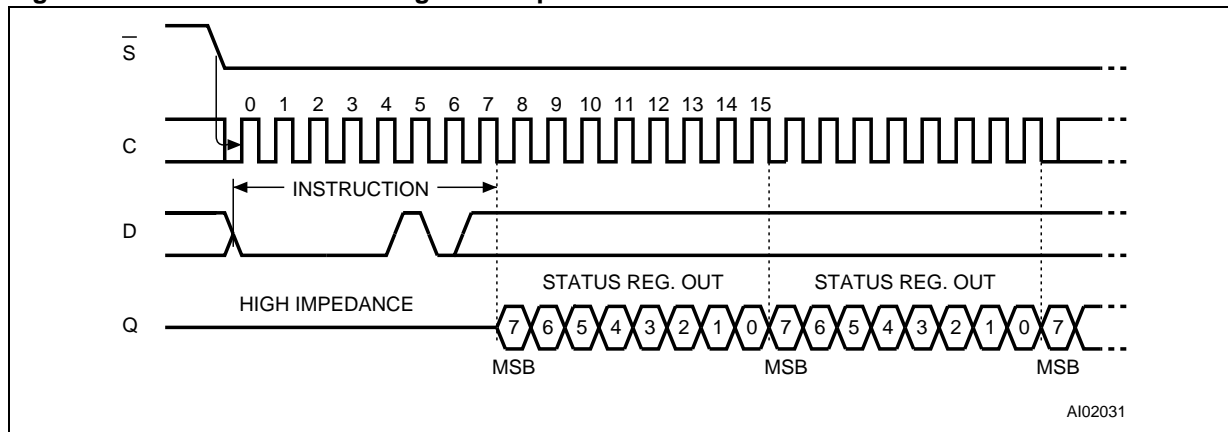 S
0 1 2 3 4 5 6 7 8 9 10 11 12 13 14 15
C
INSTRUCTION
D
STATUS REG. OUT STATUS REG. OUT
HIGH IMPEDANCE
Q 7 6 5 4 3 2 1 0 7 6 5 4 3 2 1 0 7
MSB MSB MSB
AI02031